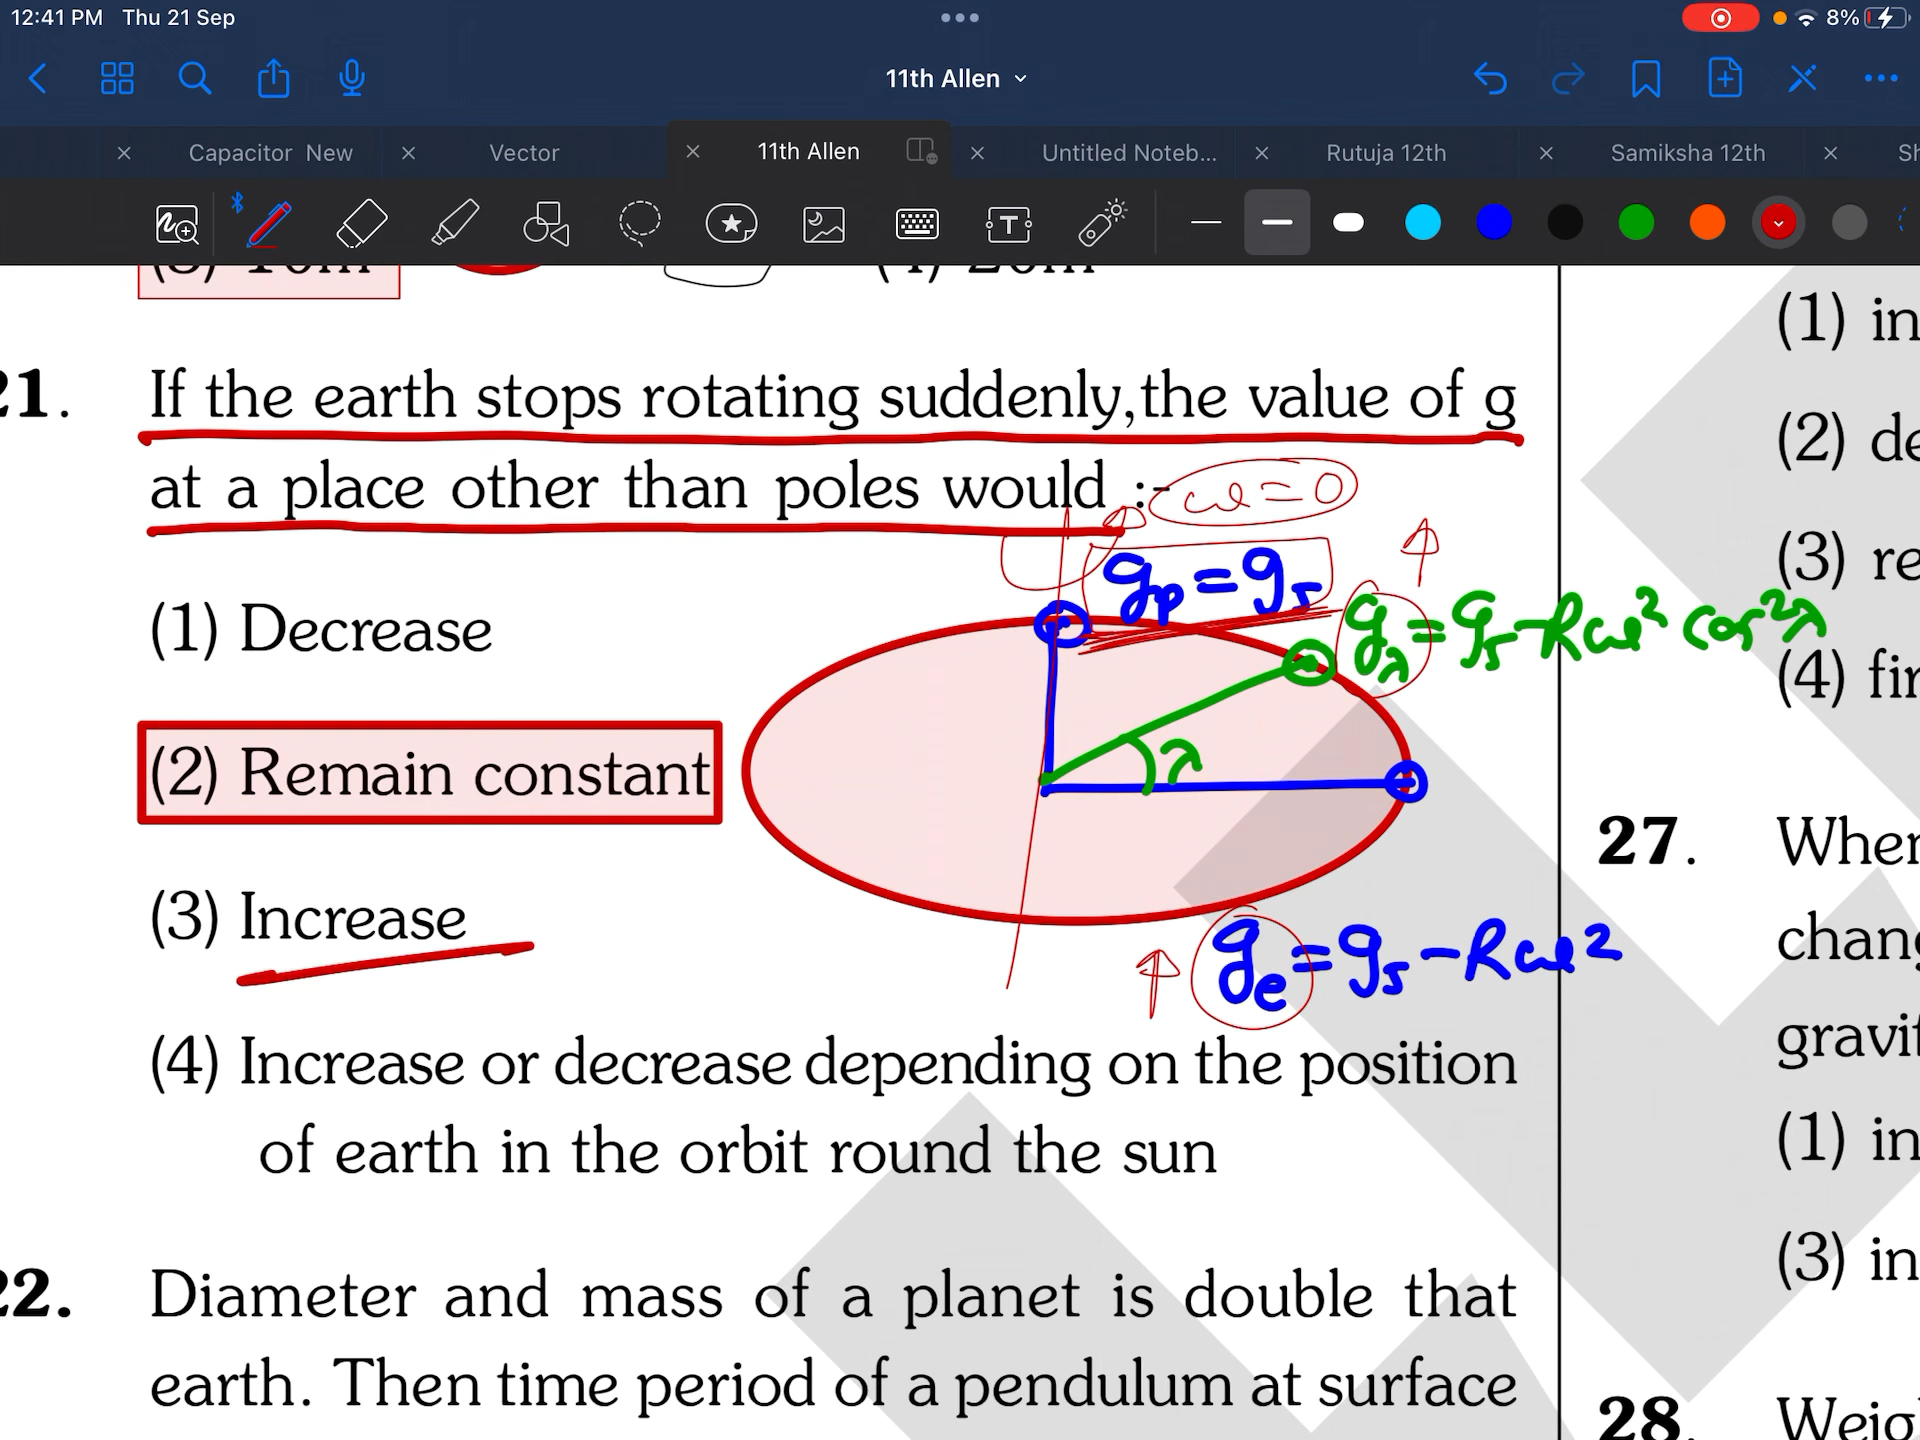 12:41 PM Thu 21 Sep
8%
11th Allen
Capacitor New
Vector
11th Allen
Untitled Noteb...
Rutuja 12th
Samiksha 12th
Sh
21. If the earth stops rotating suddenly,the value of g
at a place other than poles would :-
ω = 0
gp = gs
gλ = gs - Rω² cos²λ
(1) Decrease
(2) Remain constant
λ
(3) Increase
ge = gs - Rω²
(4) Increase or decrease depending on the position
of earth in the orbit round the sun
22. Diameter and mass of a planet is double that
earth. Then time period of a pendulum at surface
(1) in
(2) de
(3) re
(4) fin
27. When
chang
gravit
(1) in
(3) in
28. Weig